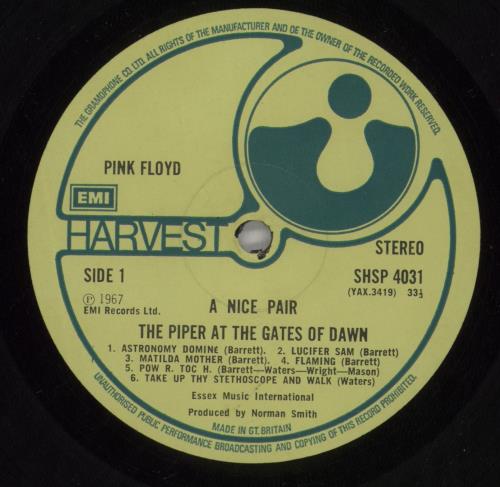 THE GRAMOPHONE CO. LTD. ALL RIGHTS OF THE MANUFACTURER AND OF THE OWNER OF THE RECORDED WORK RESERVED.
PINK FLOYD
EMI
HARVEST
STEREO
SIDE 1
SHSP 4031
(YAX.3419) 33⅓
Ⓟ 1967
EMI Records Ltd.
A NICE PAIR
THE PIPER AT THE GATES OF DAWN
1. ASTRONOMY DOMINE (Barrett). 2. LUCIFER SAM (Barrett)
3. MATILDA MOTHER (Barrett). 4. FLAMING (Barrett)
5. POW R. TOC H. (Barrett—Waters—Wright—Mason)
6. TAKE UP THY STETHOSCOPE AND WALK (Waters)
Essex Music International
Produced by Norman Smith
MADE IN GT. BRITAIN
UNAUTHORISED PUBLIC PERFORMANCE BROADCASTING AND COPYING OF THIS RECORD PROHIBITED.